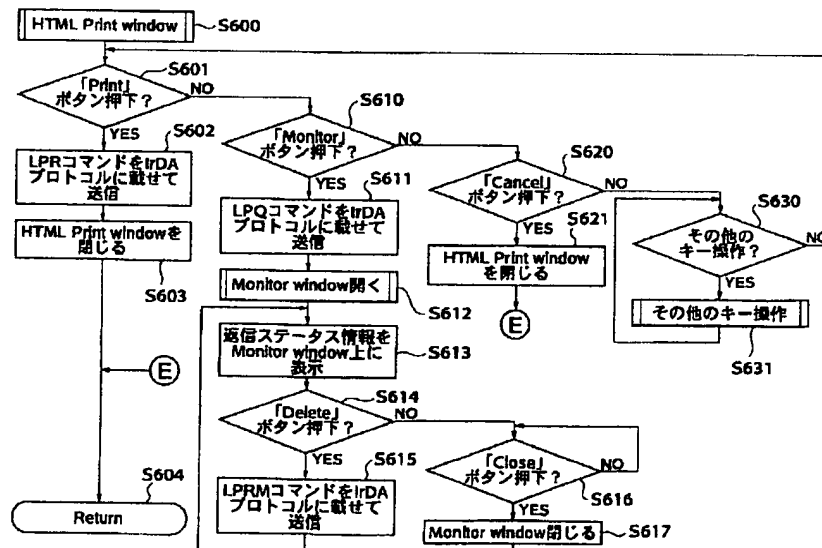 HTML Print window
S600
S601
「Print」
ボタン押下？
NO
YES
S602
LPRコマンドをIrDA
プロトコルに載せて
送信
HTML Print windowを
閉じる
S603
E
S604
Return
S610
「Monitor」
ボタン押下？
NO
YES
S611
LPQコマンドをIrDA
プロトコルに載せて
送信
Monitor window開く
S612
返信ステータス情報を
Monitor window上に
表示
S613
S614
「Delete」
ボタン押下？
NO
YES
S615
LPRMコマンドをIrDA
プロトコルに載せて
送信
「Close」
ボタン押下？
NO
S616
YES
Monitor window閉じる
S617
S620
「Cancel」
ボタン押下？
NO
YES
S621
HTML Print window
を閉じる
E
S630
その他の
キー操作？
NO
YES
その他のキー操作
S631